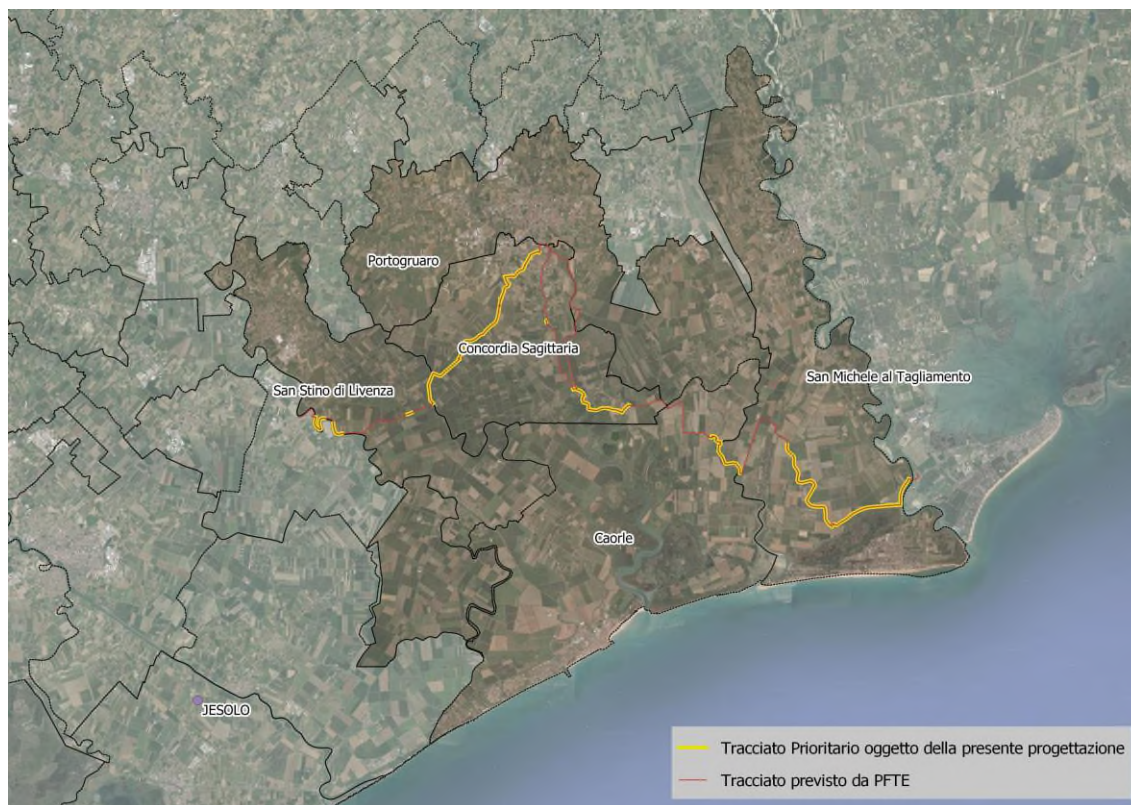 Portogruaro
Concordia Sagittaria
San Michele al Tagliamento
San Stino di Livenza
Caorle
JESOLO
Tracciato Prioritario oggetto della presente progettazione
Tracciato previsto da PFTE